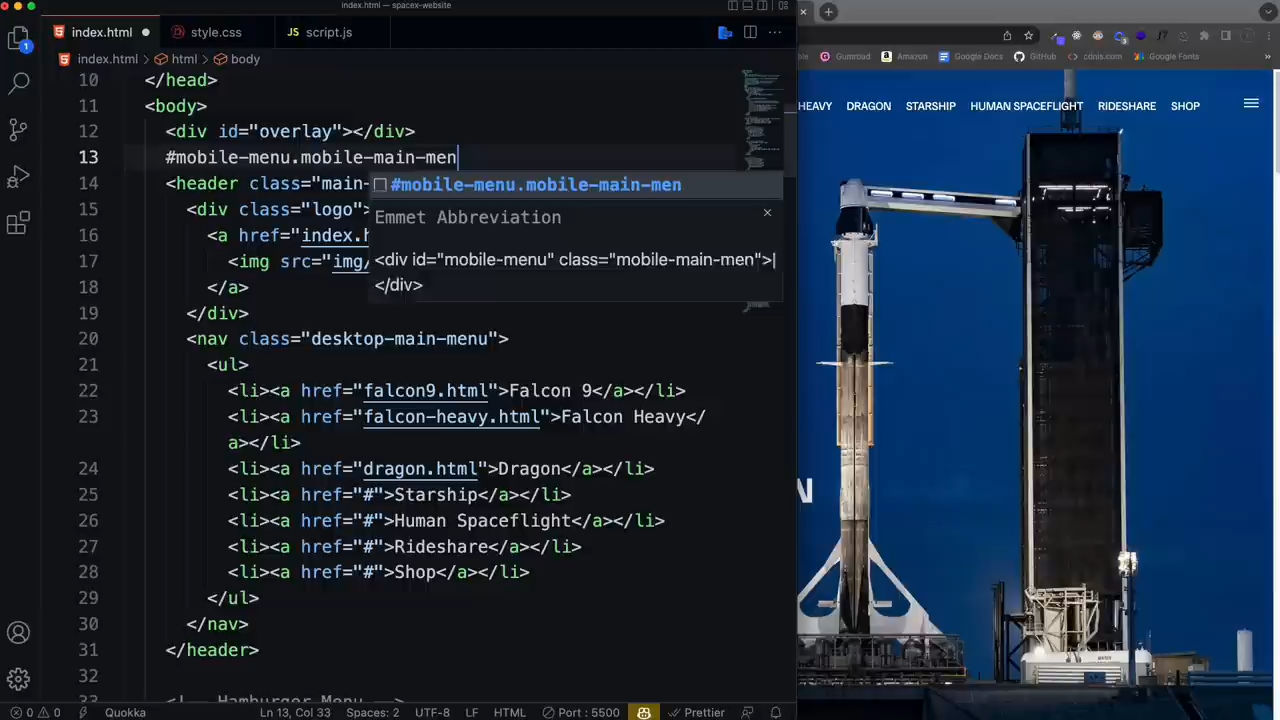 index.html — spacex-website
index.html
style.css
JS script.js
index.html > html > body
10 </head>
11 <body>
12 <div id="overlay"></div>
13 #mobile-menu.mobile-main-men
14 <header class="main-
15 <div class="logo">
16 <a href="index.h
17 <img src="img/
18 </a>
19 </div>
20 <nav class="desktop-main-menu">
21 <ul>
22 <li><a href="falcon9.html">Falcon 9</a></li>
23 <li><a href="falcon-heavy.html">Falcon Heavy</
a></li>
24 <li><a href="dragon.html">Dragon</a></li>
25 <li><a href="#">Starship</a></li>
26 <li><a href="#">Human Spaceflight</a></li>
27 <li><a href="#">Rideshare</a></li>
28 <li><a href="#">Shop</a></li>
29 </ul>
30 </nav>
31 </header>
32
#mobile-menu.mobile-main-men
Emmet Abbreviation
<div id="mobile-menu" class="mobile-main-men">|
</div>
1
0 0 Quokka Ln 13, Col 33 Spaces: 2 UTF-8 LF HTML Port : 5500 Prettier
Gumroad Amazon Google Docs GitHub cdnjs.com Google Fonts »
HEAVY DRAGON STARSHIP HUMAN SPACEFLIGHT RIDESHARE SHOP
N